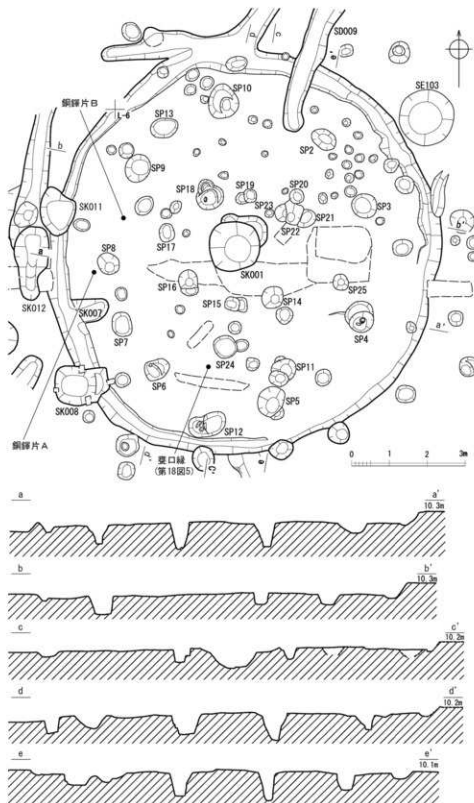 SD009
SP10
SE103
銅鐸片B
L-6
SP13
SP2
b
SP9
SP18
SP19
SP20
SP3
SK011
SP23
SP21
SP22
b'
SP17
SP8
SK001
a
SP16
SP25
SK012
SP15
SP14
a'
SK007
SP7
SP4
SP24
SP11
SP6
SK008
SP5
SP12
銅鐸片A
甕口縁
(第18図5)
0 1 2 3m
a a'
10.3m
b b'
10.3m
c c'
10.2m
d d'
10.2m
e e'
10.1m